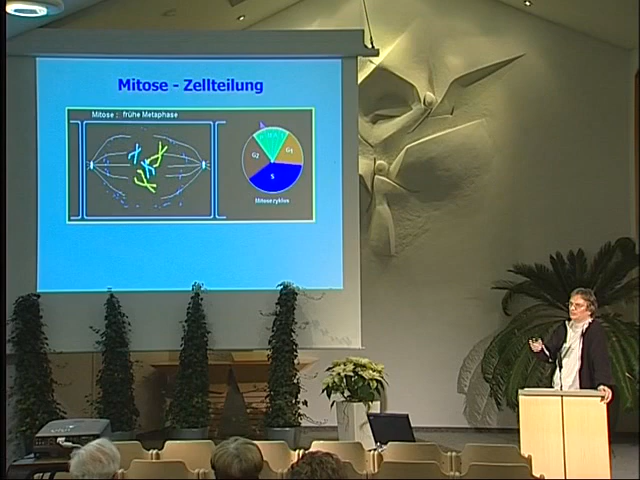 Mitose - Zellteilung
Mitose : frühe Metaphase
G2
G1
S
Mitosezyklus